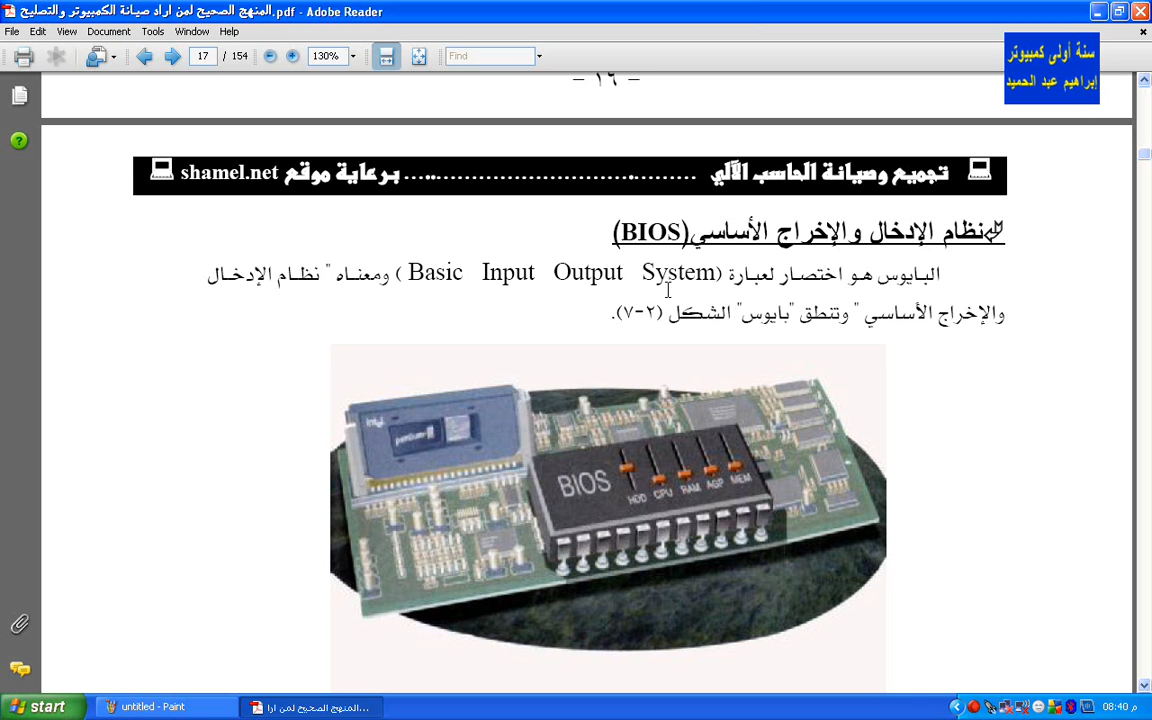 المنهج الصحيح لمن اراد صيانة الكمبيوتر والتصليح.pdf - Adobe Reader
File Edit View Document Tools Window Help
17 / 154 130% Find
سنة أولى كمبيوتر
إبراهيم عبد الحميد
- ١٦ -
تجميع وصيانة الحاسب الآلي ................................... برعاية موقع shamel.net
نظام الإدخال والإخراج الأساسي(BIOS)
البايوس هو اختصار لعبارة (Basic Input Output System ) ومعناه " نظام الإدخال
والإخراج الأساسي " وتنطق "بايوس" الشكل (٢-٧).
intel
pentium
BIOS
HDD CPU RAM AGP MEM
start untitled - Paint المنهج الصحيح لمن ارا... 08:40 م